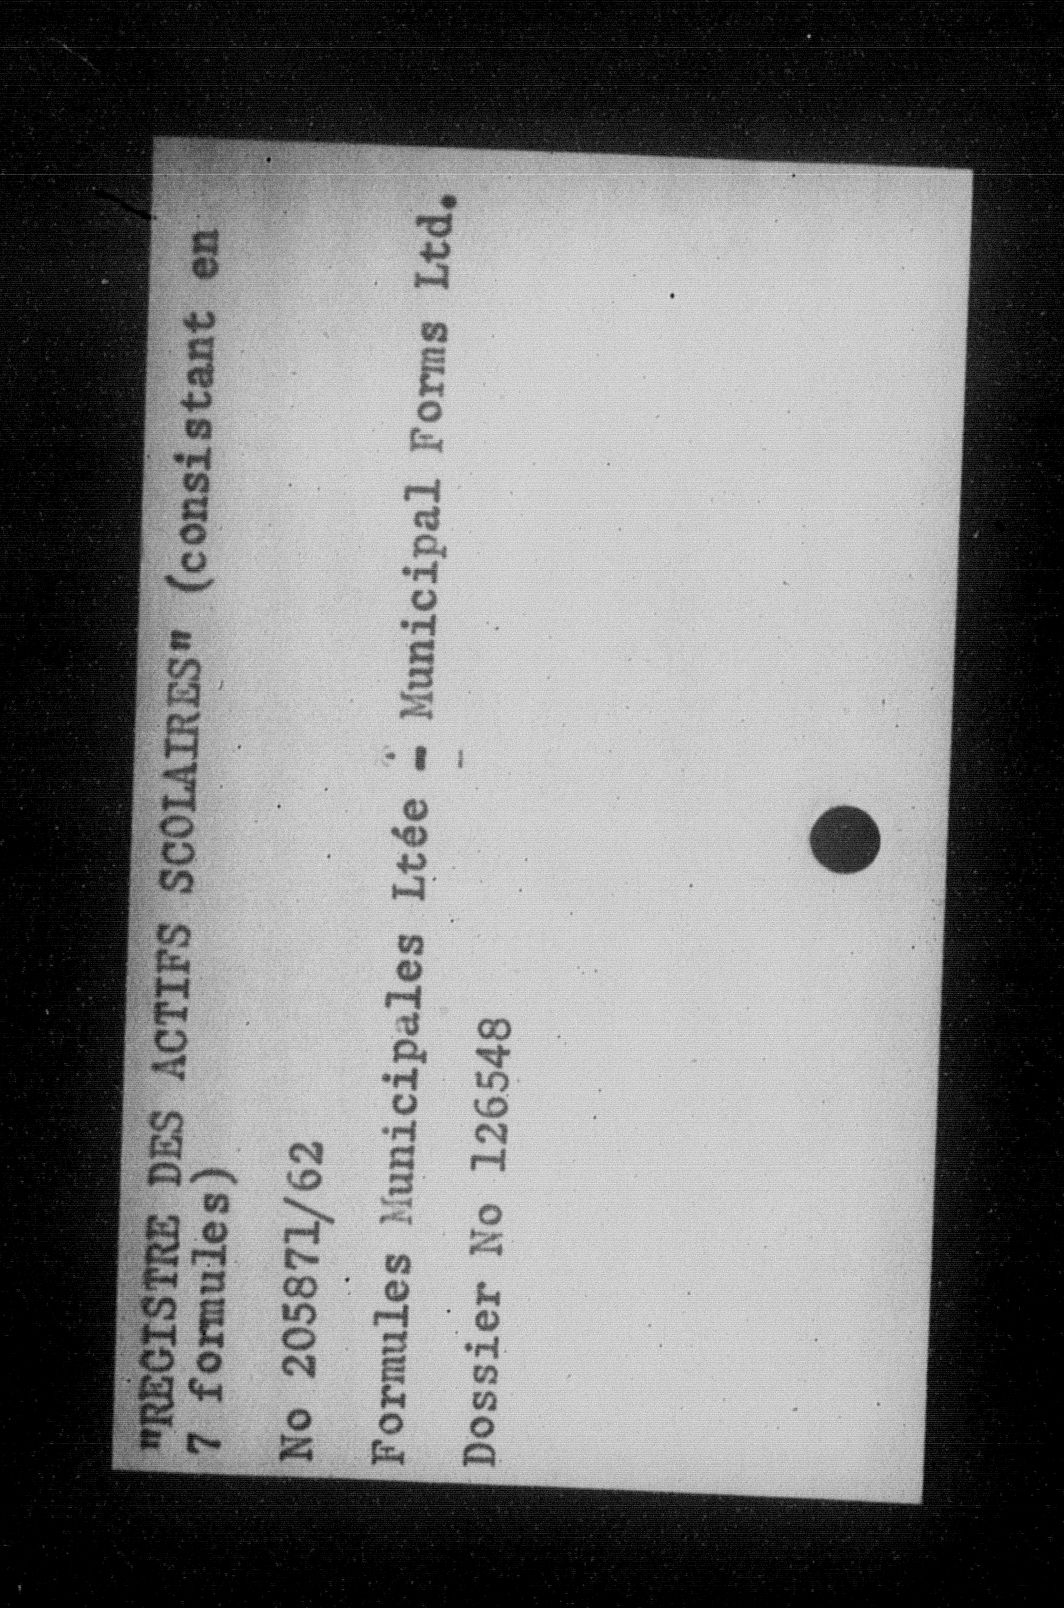 "REGISTRE DES ACTIFS SCOLAIRES" (consistant en
7 formules)
No 205871/62
Formules Municipales Ltée - Municipal Forms Ltd.
Dossier No 126548